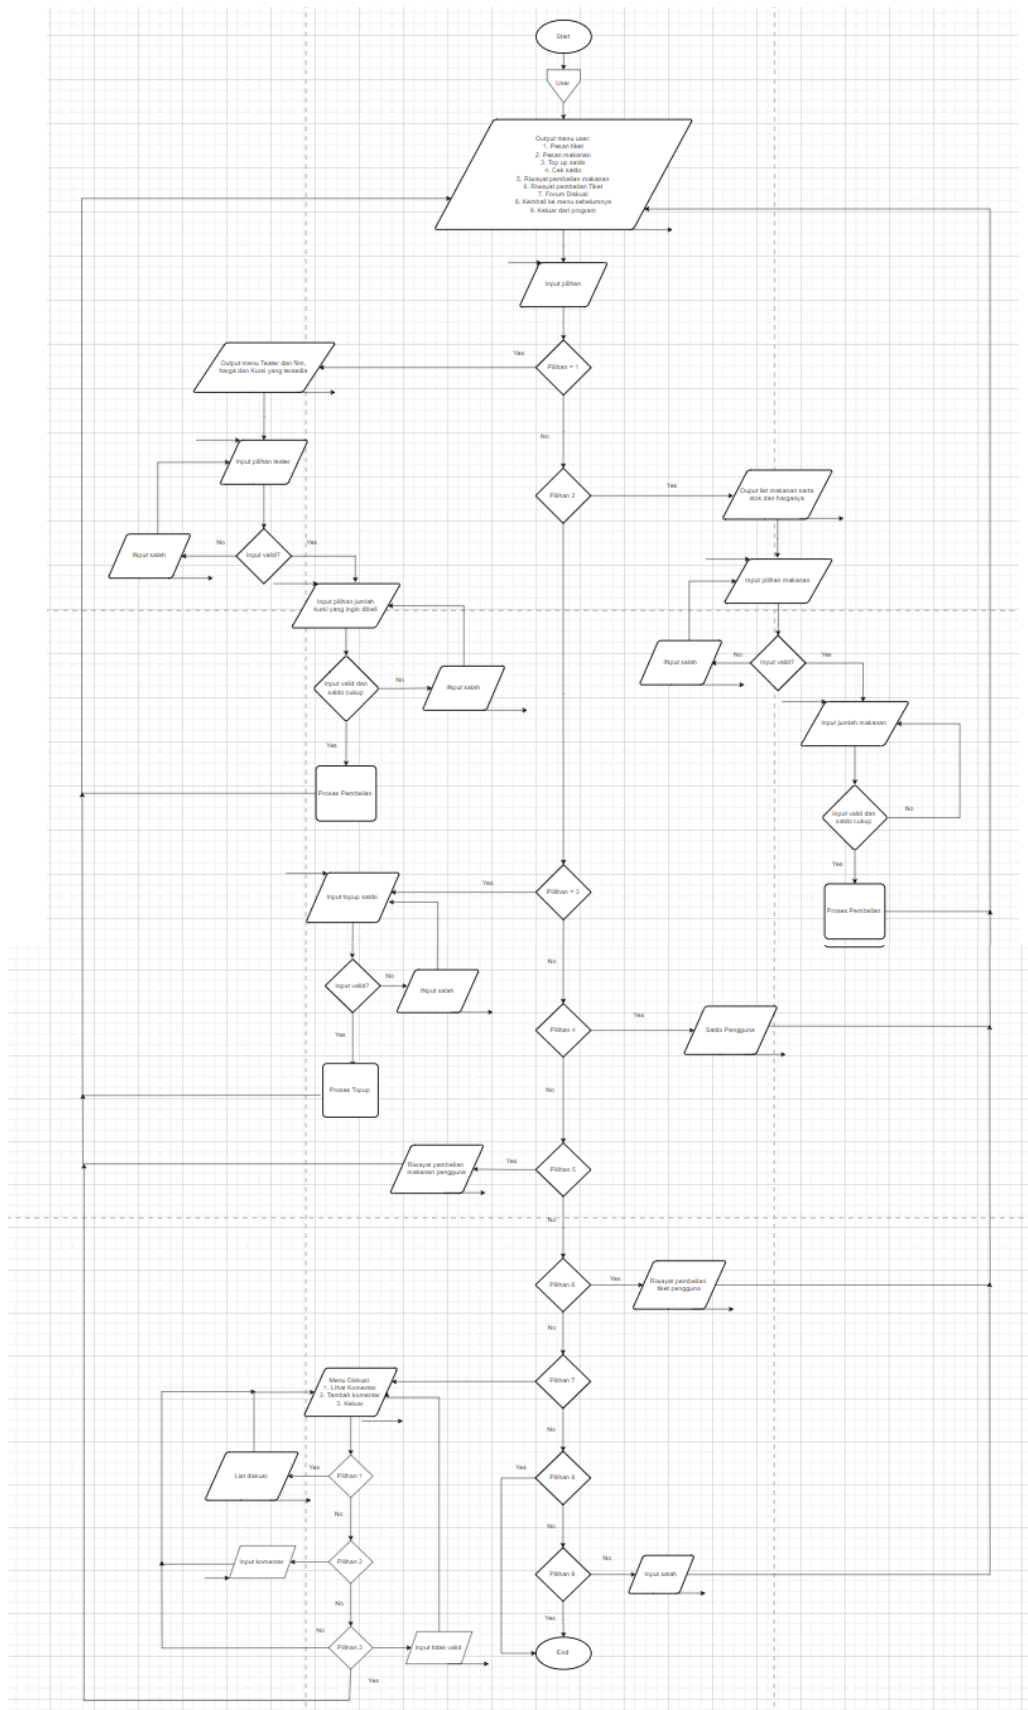 Start
User
Output menu user:
1. Pesan tiket
2. Pesan makanan
3. Top up saldo
4. Cek saldo
5. Riwayat pembelian makanan
6. Riwayat pembelian Tiket
7. Forum Diskusi
8. Kembali ke menu sebelumnya
9. Keluar dari program
Input pilihan
Pilihan = 1
Yes
No
Output menu Teater dan film,
harga dan Kursi yang tersedia
Input pilihan teater
Input valid?
No
Yes
INput salah
Input pilihan jumlah
kursi yang ingin dibeli
Input valid dan
saldo cukup
No
INput salah
Yes
Proses Pembelian
Pilihan 2
Yes
Ouput list makanan serta
stok dan harganya
Input pilihan makanan
Input valid?
No
Yes
INput salah
Input jumlah makanan
Input valid dan
saldo cukup
No
Yes
Proses Pembelian
Pilihan = 3
Yes
No
Input topup saldo
Input valid?
No
INput salah
Yes
Proses Topup
Pilihan 4
Yes
No
Saldo Pengguna
Pilihan 5
Yes
No
Riwayat pembelian
makanan pengguna
Pilihan 6
Yes
No
Riwayat pembelian
tiket pengguna
Pilihan 7
No
Menu Diskusi:
1. Lihat Komentar
2. Tambah komentar
3. Keluar
Pilihan 1
Yes
No
List diskusi
Pilihan 2
No
Input komentar
Pilihan 3
No
Yes
Input tidak valid
Pilihan 8
Yes
No
Pilihan 9
No
Yes
Input salah
End